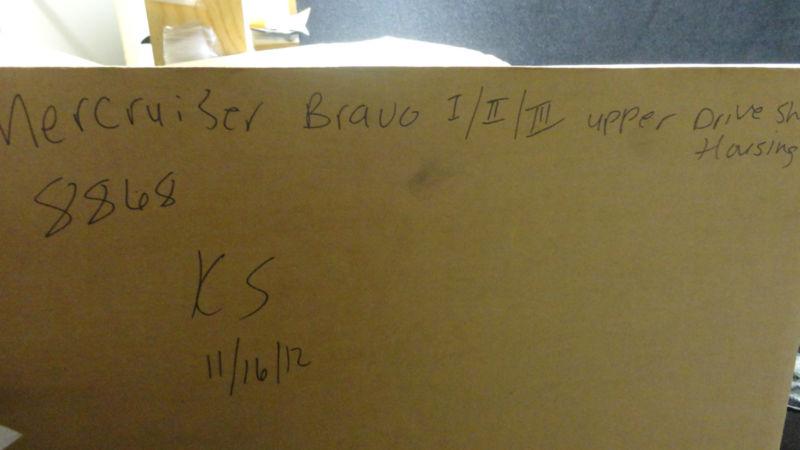 Mercruiser Bravo I/II/III upper Drive Sh
Housing
8868
KS
11/16/12